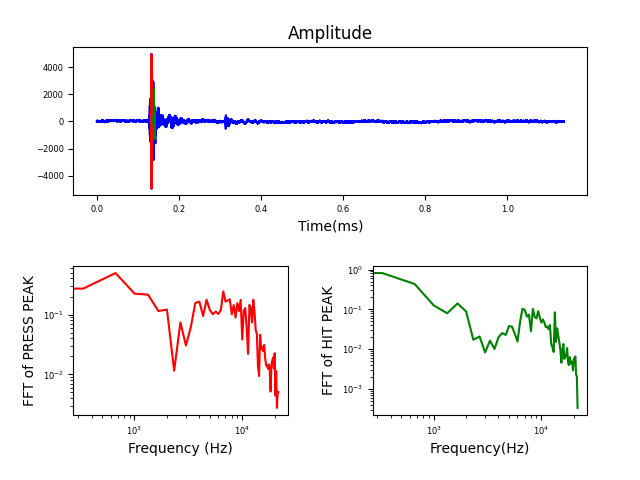 Amplitude
4000
2000
0
−2000
−4000
0.0 0.2 0.4 0.6 0.8 1.0
Time(ms)
FFT of PRESS PEAK
10⁻¹
10⁻²
10³ 10⁴
Frequency (Hz)
FFT of HIT PEAK
10⁰
10⁻¹
10⁻²
10⁻³
10³ 10⁴
Frequency(Hz)